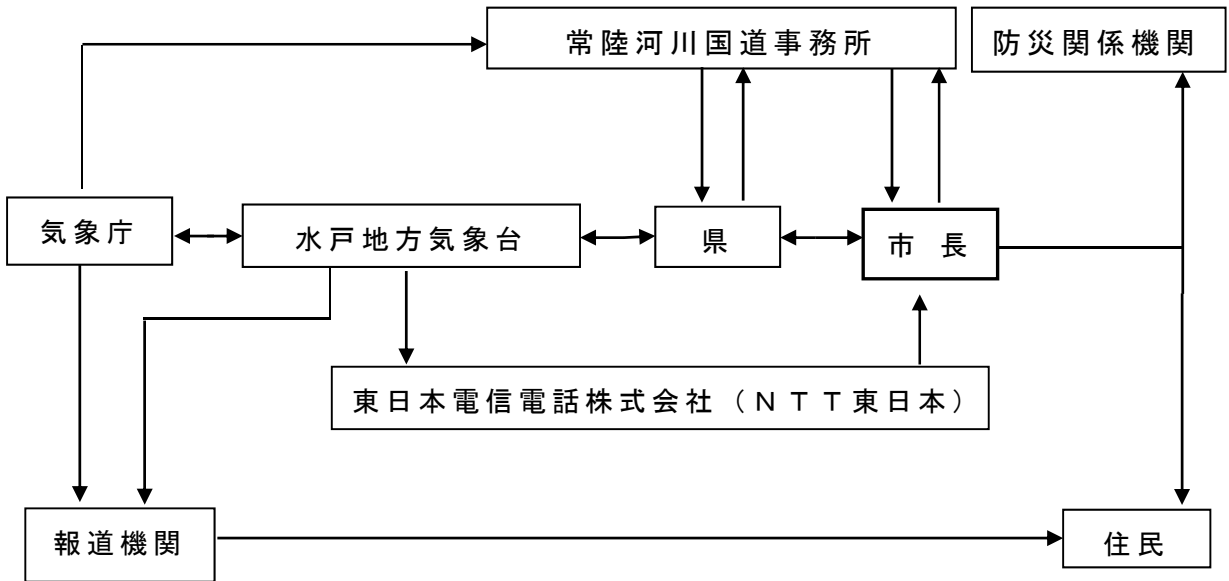 常陸河川国道事務所
防災関係機関
気象庁
水戸地方気象台
県
市長
東日本電信電話株式会社（ＮＴＴ東日本）
報道機関
住民